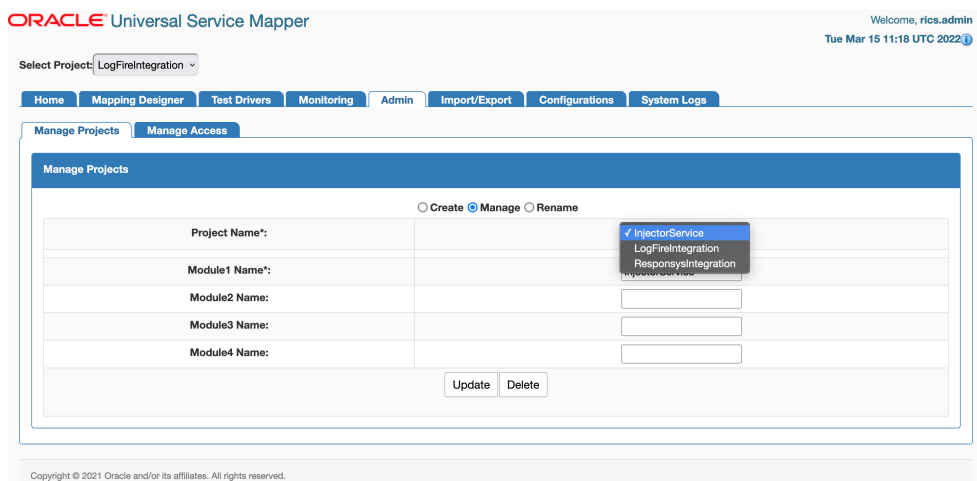 ORACLE® Universal Service Mapper
Welcome, rics.admin
Tue Mar 15 11:18 UTC 2022
Select Project: LogFireIntegration
Home Mapping Designer Test Drivers Monitoring Admin Import/Export Configurations System Logs
Manage Projects Manage Access
Manage Projects
Create Manage Rename
Project Name*:
✓ InjectorService
LogFireIntegration
ResponsysIntegration
Module1 Name*: InjectorService
Module2 Name:
Module3 Name:
Module4 Name:
Update Delete
Copyright © 2021 Oracle and/or its affiliates. All rights reserved.